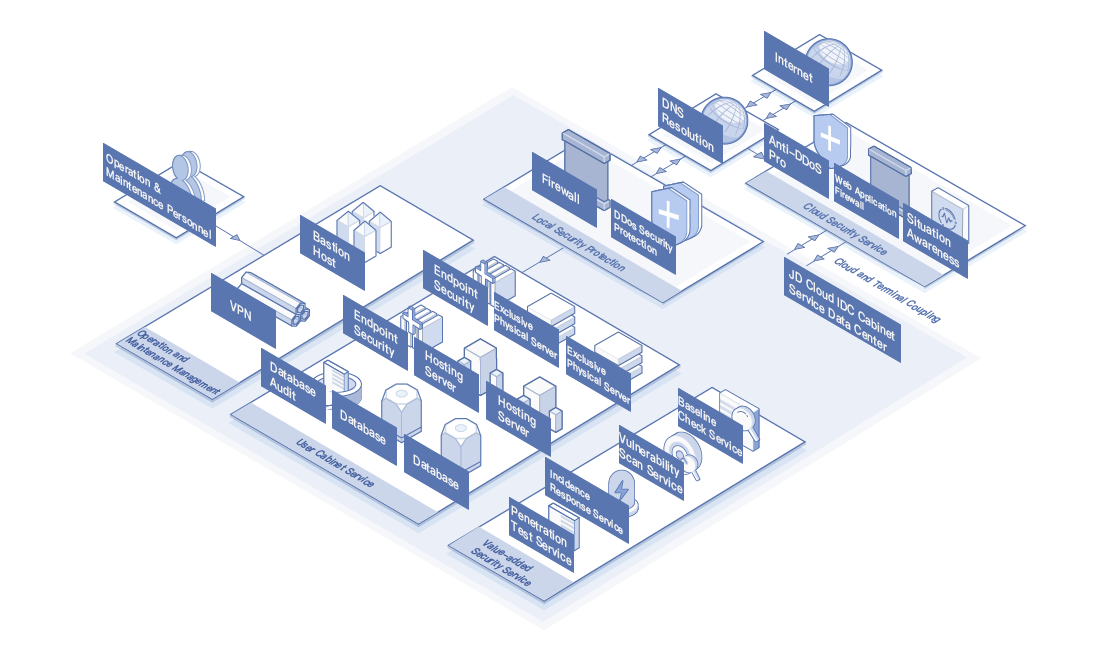 Internet
DNS
Resolution
Anti-DDoS
Pro
Web Application
Firewall
Situation
Awareness
Cloud Security Service
Operation &
Maintenance Personnel
Firewall
DDos Security
Protection
Local Security Protection
Cloud and Terminal Coupling
JD Cloud IDC Cabinet
Service Data Center
Bastion
Host
VPN
Operation and
Maintenance Management
Endpoint
Security
Exclusive
Physical Server
Exclusive
Physical Server
Endpoint
Security
Hosting
Server
Hosting
Server
Database
Audit
Database
Database
User Cabinet Service
Baseline
Check Service
Vulnerability
Scan Service
Incidence
Response Service
Penetration
Test Service
Value-added
Security Service